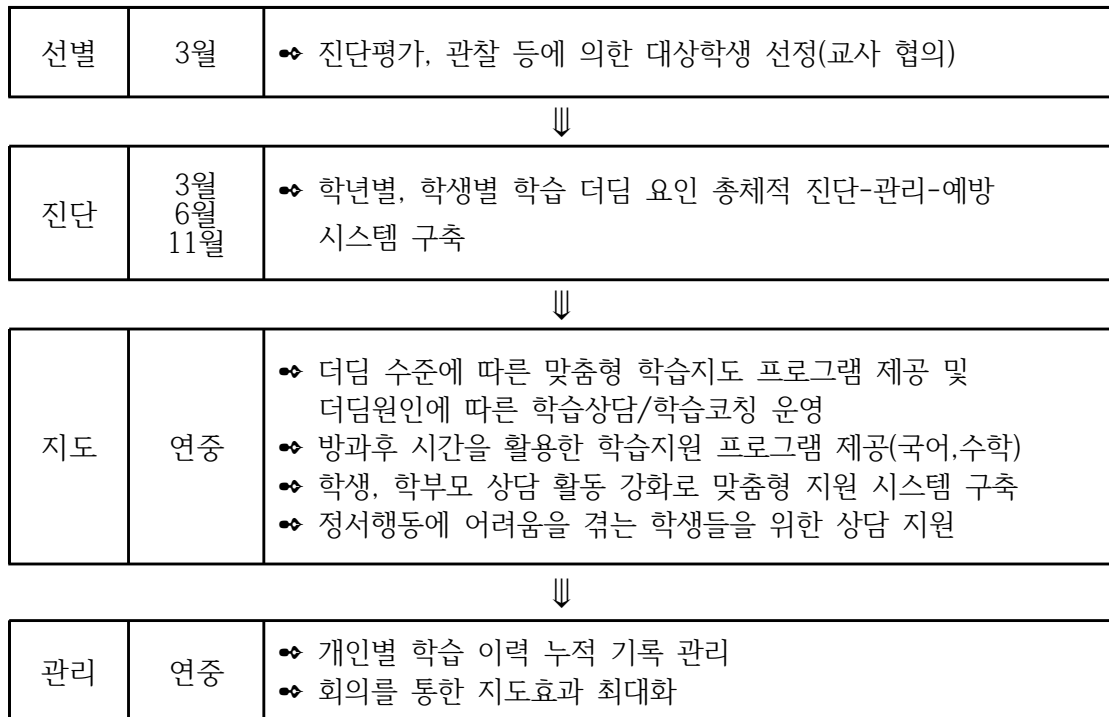 선별
3월
➻ 진단평가, 관찰 등에 의한 대상학생 선정(교사 협의)
⇓
진단
3월
6월
11월
➻ 학년별, 학생별 학습 더딤 요인 총체적 진단-관리-예방
시스템 구축
⇓
지도
연중
➻ 더딤 수준에 따른 맞춤형 학습지도 프로그램 제공 및
더딤원인에 따른 학습상담/학습코칭 운영
➻ 방과후 시간을 활용한 학습지원 프로그램 제공(국어,수학)
➻ 학생, 학부모 상담 활동 강화로 맞춤형 지원 시스템 구축
➻ 정서행동에 어려움을 겪는 학생들을 위한 상담 지원
⇓
관리
연중
➻ 개인별 학습 이력 누적 기록 관리
➻ 회의를 통한 지도효과 최대화